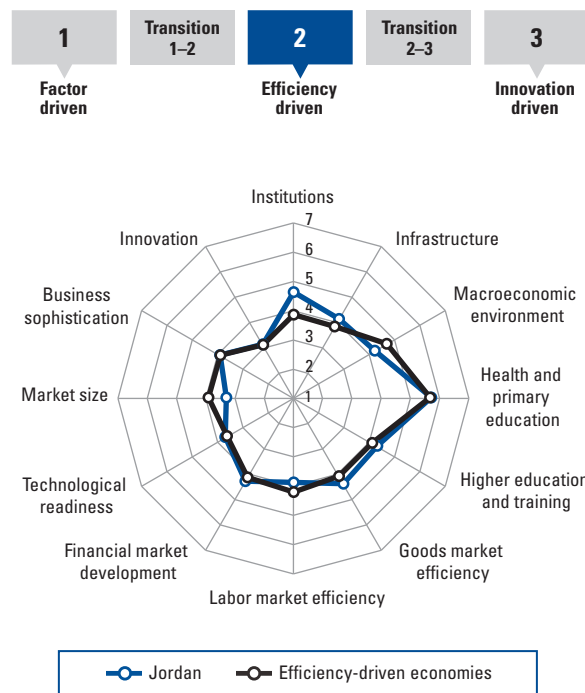 1
Transition
1–2
2
Transition
2–3
3
Factor
driven
Efficiency
driven
Innovation
driven
Institutions
7
Innovation
6
Infrastructure
5
Business
sophistication
4
Macroeconomic
environment
3
2
Market size
1
Health and
primary
education
Technological
readiness
Higher education
and training
Financial market
development
Goods market
efficiency
Labor market efficiency
Jordan
Efficiency-driven economies